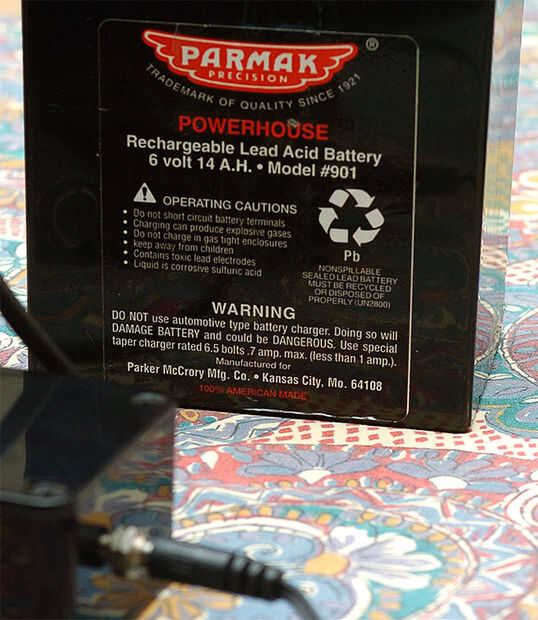 PARMAK
®
PRECISION
TRADEMARK OF QUALITY SINCE 1921
POWERHOUSE
Rechargeable Lead Acid Battery
6 volt 14 A.H. • Model #901
OPERATING CAUTIONS
• Do not short circuit battery terminals
• Charging can produce explosive gases
• Do not charge in gas tight enclosures
• keep away from children
• Contains toxic lead electrodes
• Liquid is corrosive sulfuric acid
Pb
NONSPILLABLE
SEALED LEAD BATTERY
MUST BE RECYCLED
OR DISPOSED OF
PROPERLY (UN2800)
WARNING
DO NOT use automotive type battery charger. Doing so will
DAMAGE BATTERY and could be DANGEROUS. Use special
taper charger rated 6.5 bolts .7 amp. max. (less than 1 amp.).
Manufactured for
Parker McCrory Mfg. Co. • Kansas City, Mo. 64108
100% AMERICAN MADE